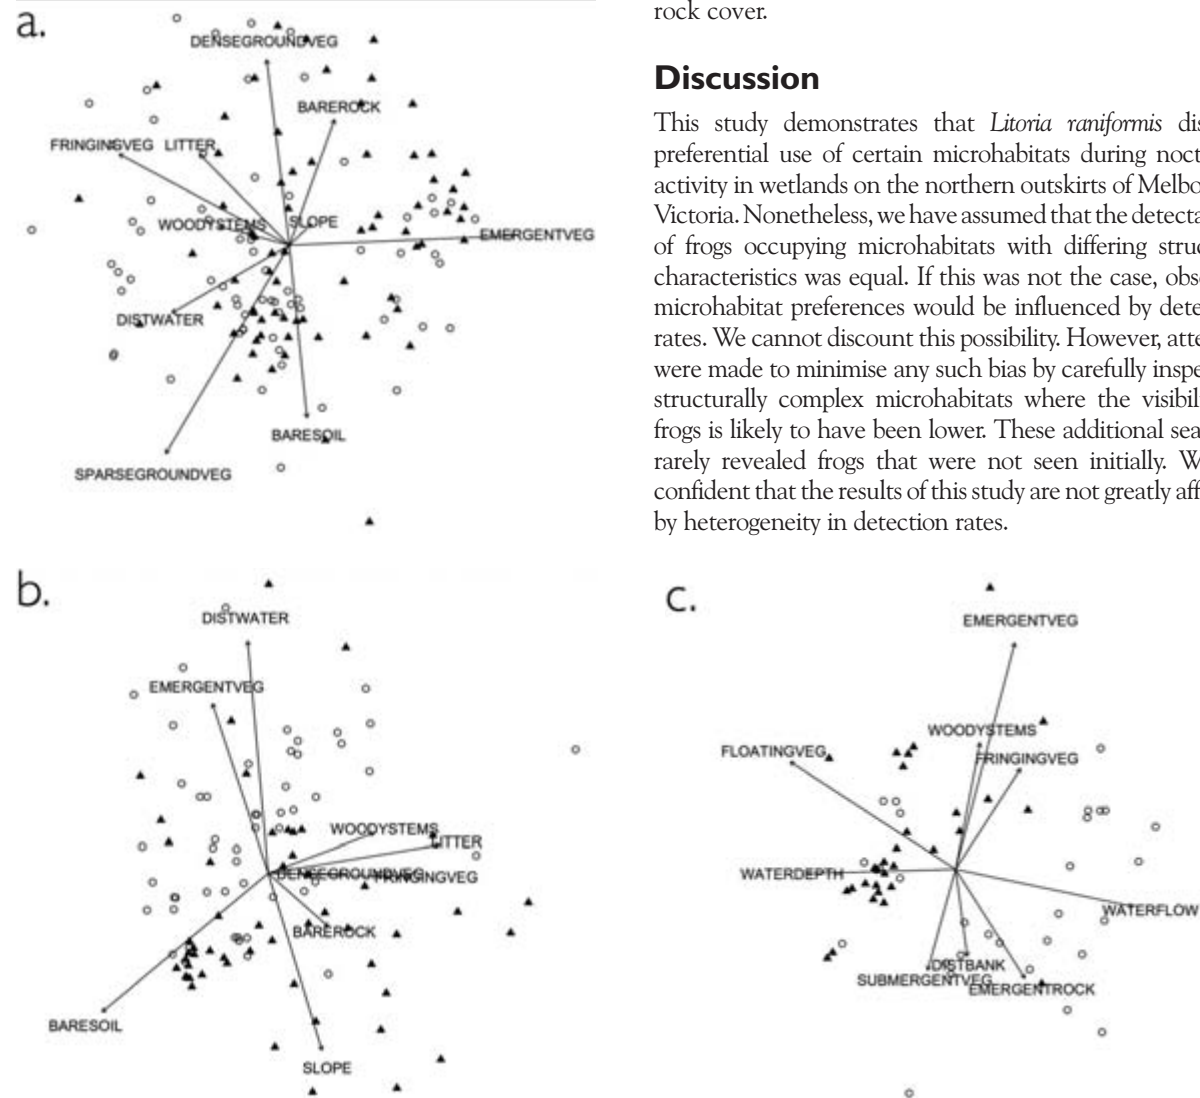 rock cover.
Discussion
This study demonstrates that Litoria raniformis dis
preferential use of certain microhabitats during noct
activity in wetlands on the northern outskirts of Melbo
Victoria. Nonetheless, we have assumed that the detecta
of frogs occupying microhabitats with differing struc
characteristics was equal. If this was not the case, obse
microhabitat preferences would be influenced by dete
rates. We cannot discount this possibility. However, atte
were made to minimise any such bias by carefully inspe
structurally complex microhabitats where the visibili
frogs is likely to have been lower. These additional sea
rarely revealed frogs that were not seen initially. W
confident that the results of this study are not greatly aff
by heterogeneity in detection rates.
a.
DENSEGROUNDVEG
BAREROCK
FRINGINGVEG LITTER
WOODYSTEMS SLOPE
EMERGENTVEG
DISTWATER
BARESOIL
SPARSEGROUNDVEG
b.
DISTWATER
EMERGENTVEG
WOODYSTEMS
LITTER
DENSEGROUNDVEG
FRINGINGVEG
BAREROCK
BARESOIL
SLOPE
c.
EMERGENTVEG
WOODYSTEMS
FLOATINGVEG
FRINGINGVEG
WATERDEPTH
WATERFLOW
DISTBANK
SUBMERGENTVEG
EMERGENTROCK